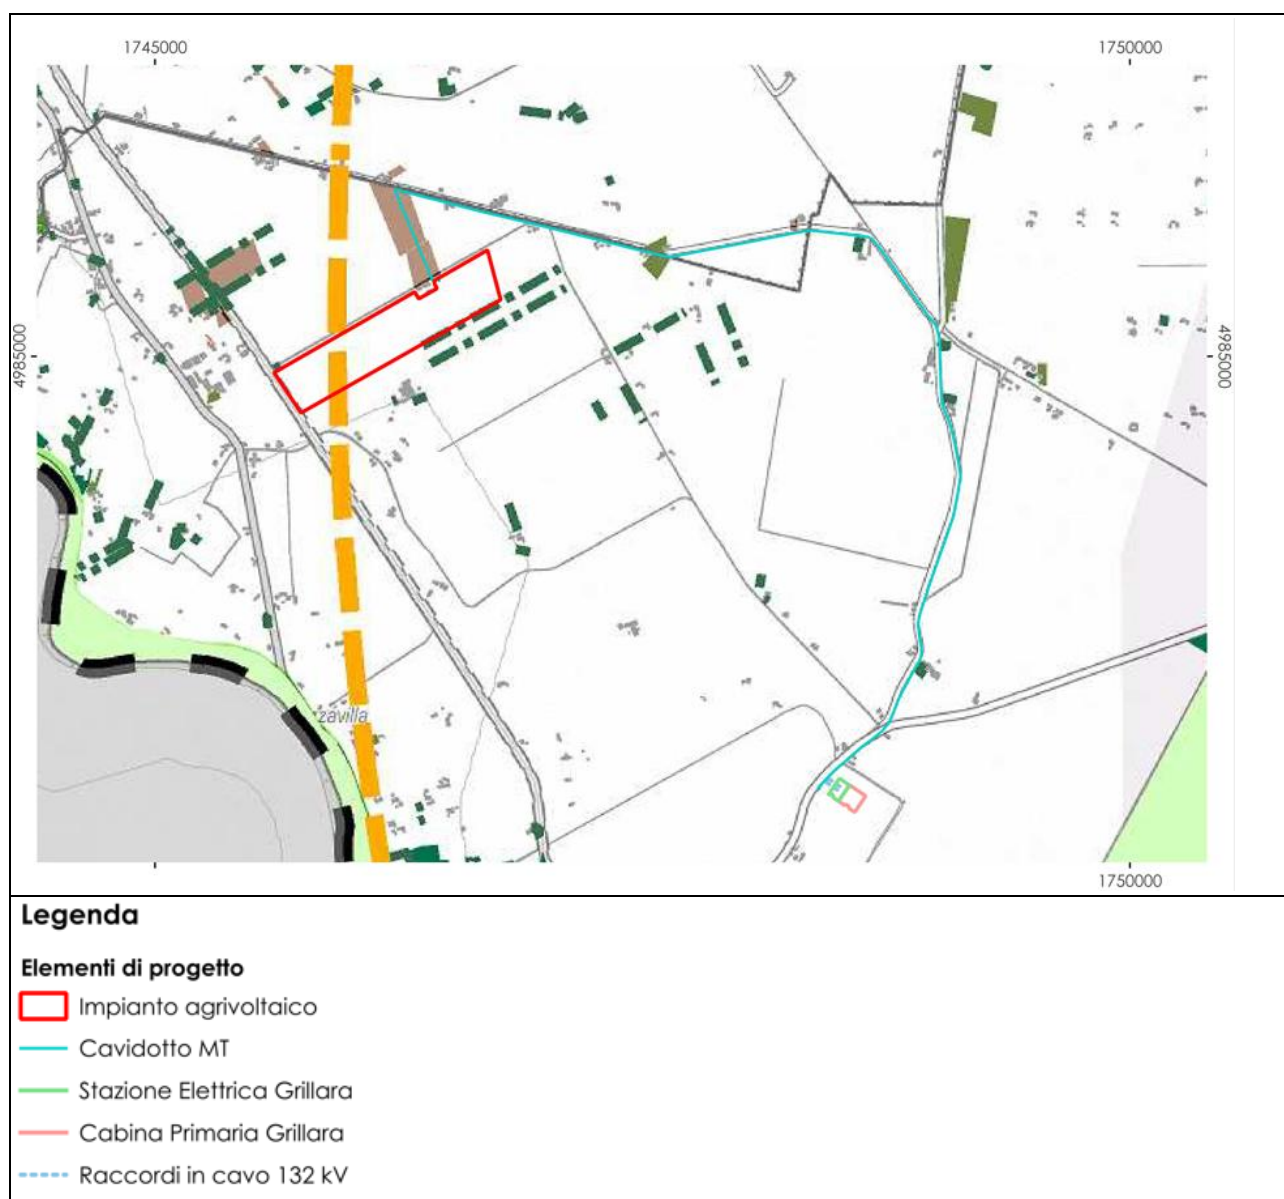 1745000 1750000
4985000 4985000
zavilla
1750000
Legenda
Elementi di progetto
Impianto agrivoltaico
Cavidotto MT
Stazione Elettrica Grillara
Cabina Primaria Grillara
Raccordi in cavo 132 kV